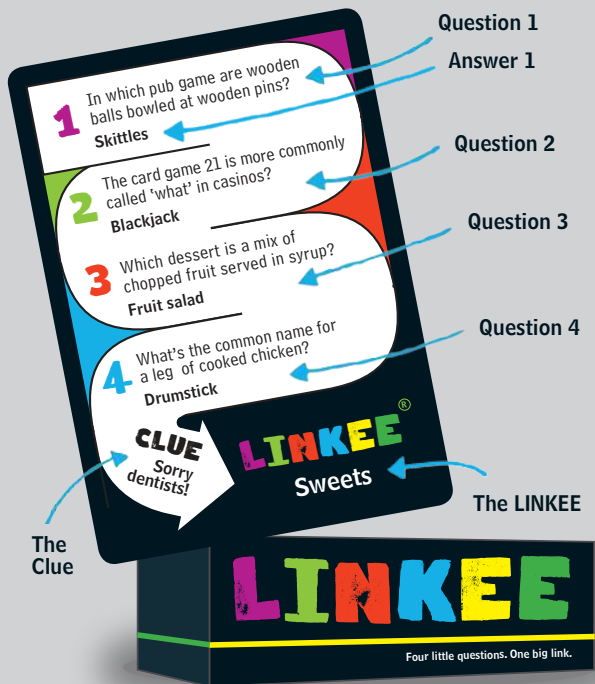 Question 1
Answer 1
Question 2
Question 3
Question 4
The LINKEE
The
Clue
1
In which pub game are wooden
balls bowled at wooden pins?
Skittles
2
The card game 21 is more commonly
called 'what' in casinos?
Blackjack
3
Which dessert is a mix of
chopped fruit served in syrup?
Fruit salad
4
What's the common name for
a leg of cooked chicken?
Drumstick
CLUE
Sorry
dentists!
LINKEE®
Sweets
LINKEE
Four little questions. One big link.